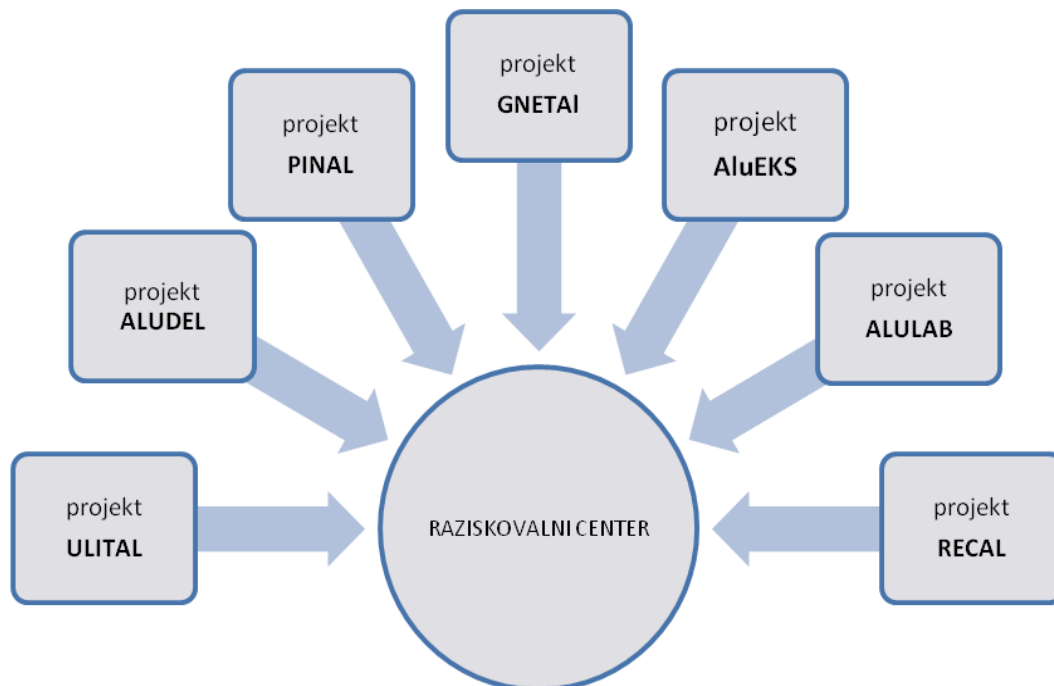 projekt
GNETAl
projekt
PINAL
projekt
AluEKS
projekt
ALUDEL
projekt
ALULAB
projekt
ULITAL
RAZISKOVALNI CENTER
projekt
RECAL